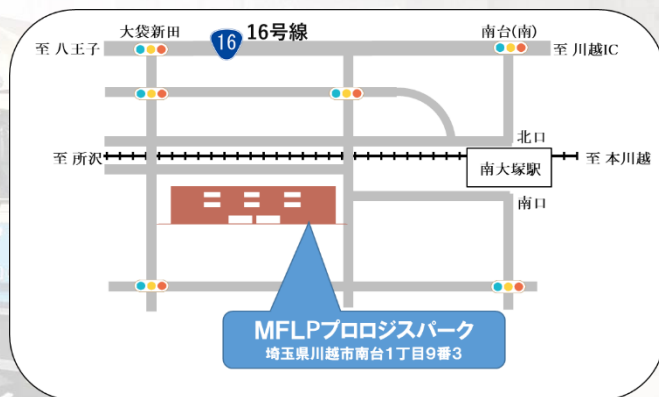 大袋新田
16
16号線
南台(南)
至 八王子
至 川越IC
北口
至 所沢
南大塚駅
至 本川越
南口
MFLPプロロジスパーク
埼玉県川越市南台1丁目9番3